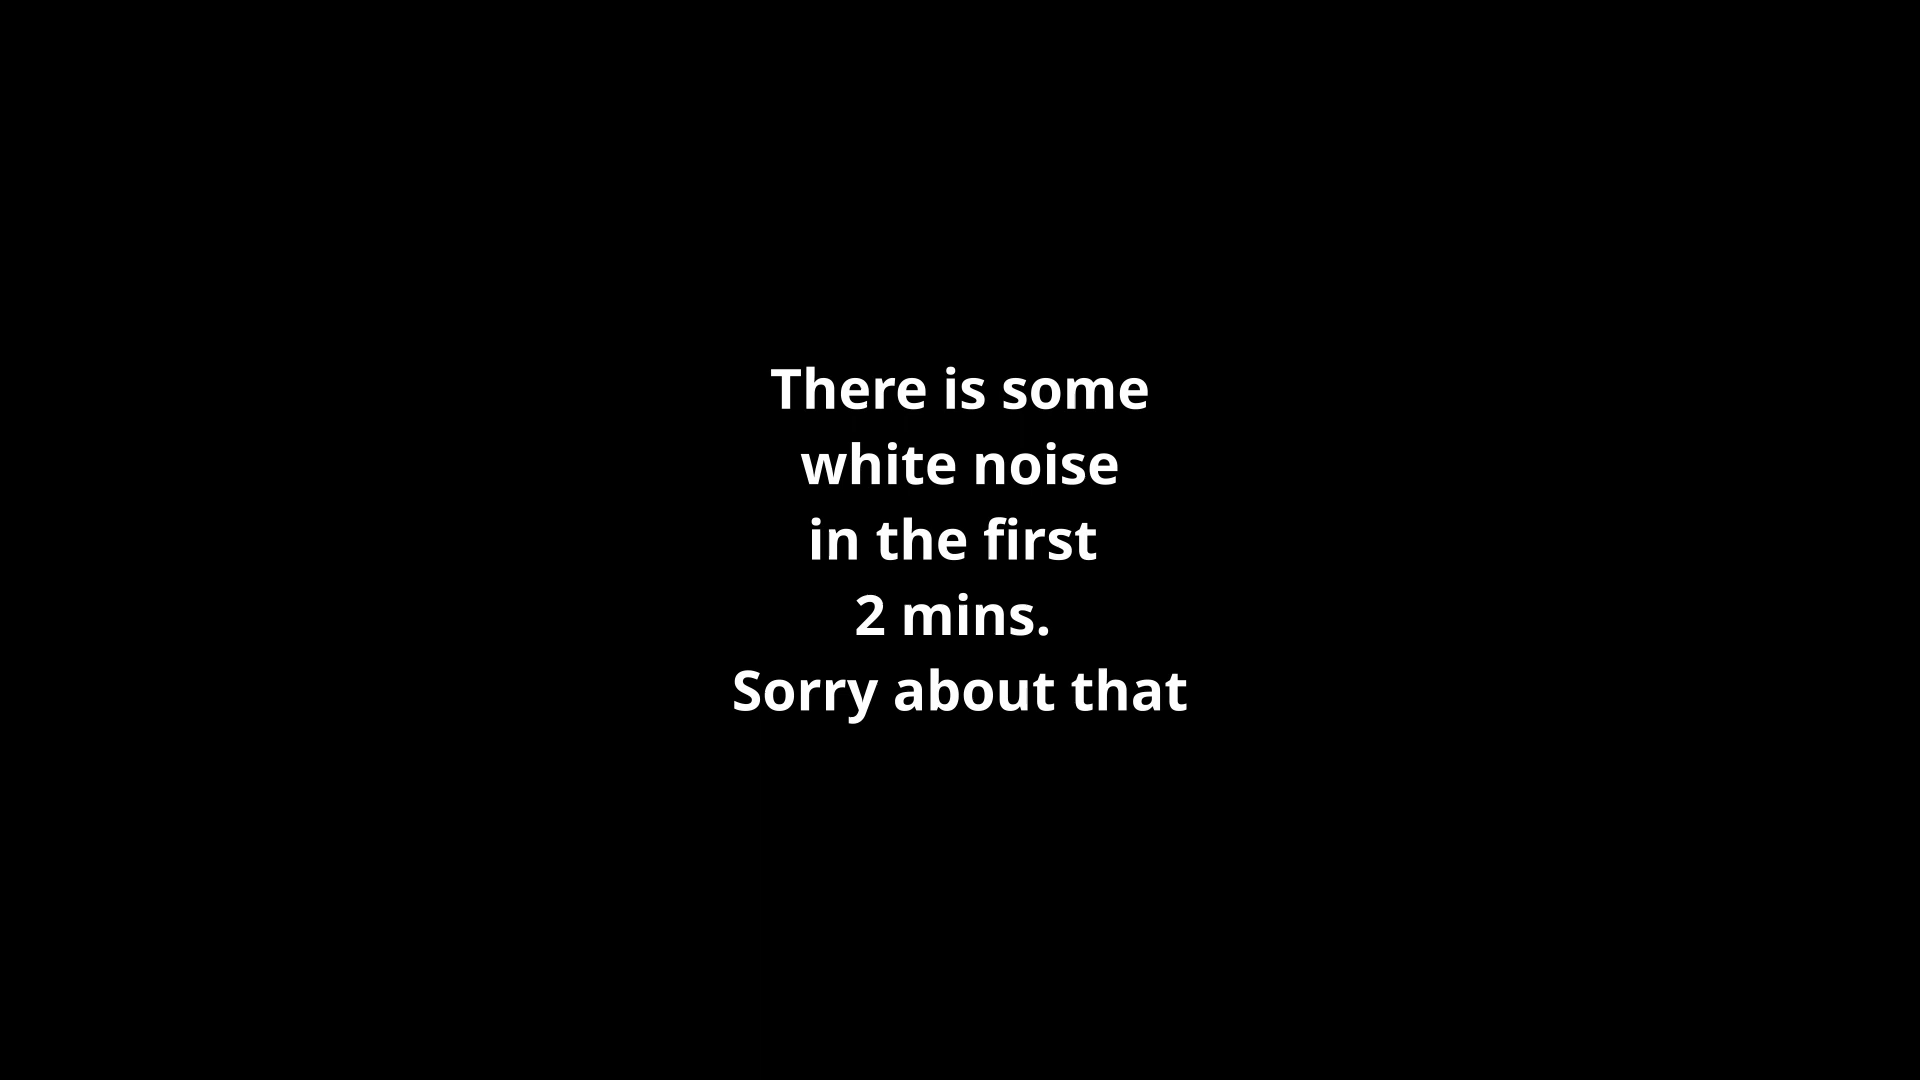 There is some
white noise
in the first
2 mins.
Sorry about that